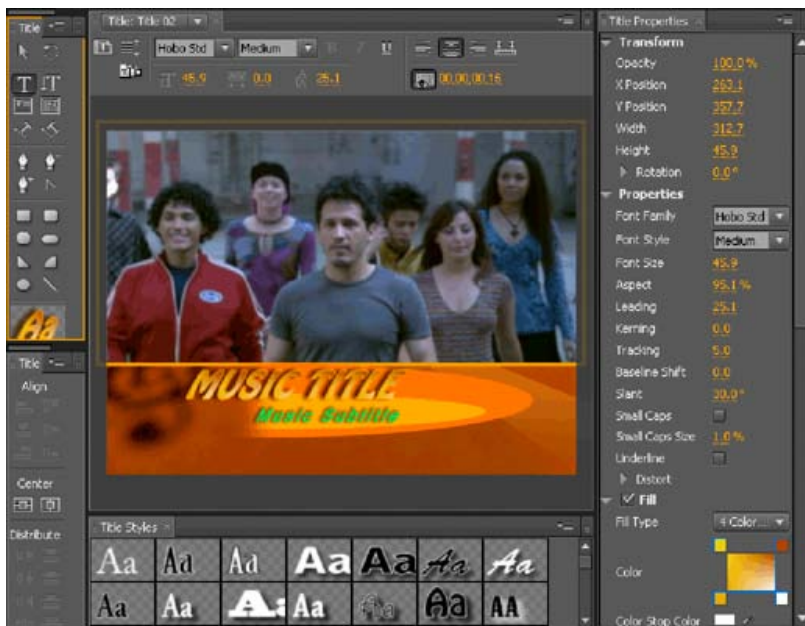 Title
T
T
Aa
Title
Align
Center
Distribute
Title: Title 02
Hobo Std Medium B I U
45.9 0.0 25.1 00;00;00;16
MUSIC TITLE
Music Subtitle
Title Styles
Aa Aa Aa Aa Aa Aa Aa
Aa Aa Aa Aa Aa Aa AA
Title Properties
Transform
Opacity 100.0 %
X Position 263.1
Y Position 357.7
Width 312.7
Height 45.9
Rotation 0.0 °
Properties
Font Family Hobo Std
Font Style Medium
Font Size 45.9
Aspect 95.1 %
Leading 25.1
Kerning 0.0
Tracking 5.0
Baseline Shift 0.0
Slant 30.0 °
Small Caps
Small Caps Size 1.0 %
Underline
Distort
Fill
Fill Type 4 Color...
Color
Color Stop Color